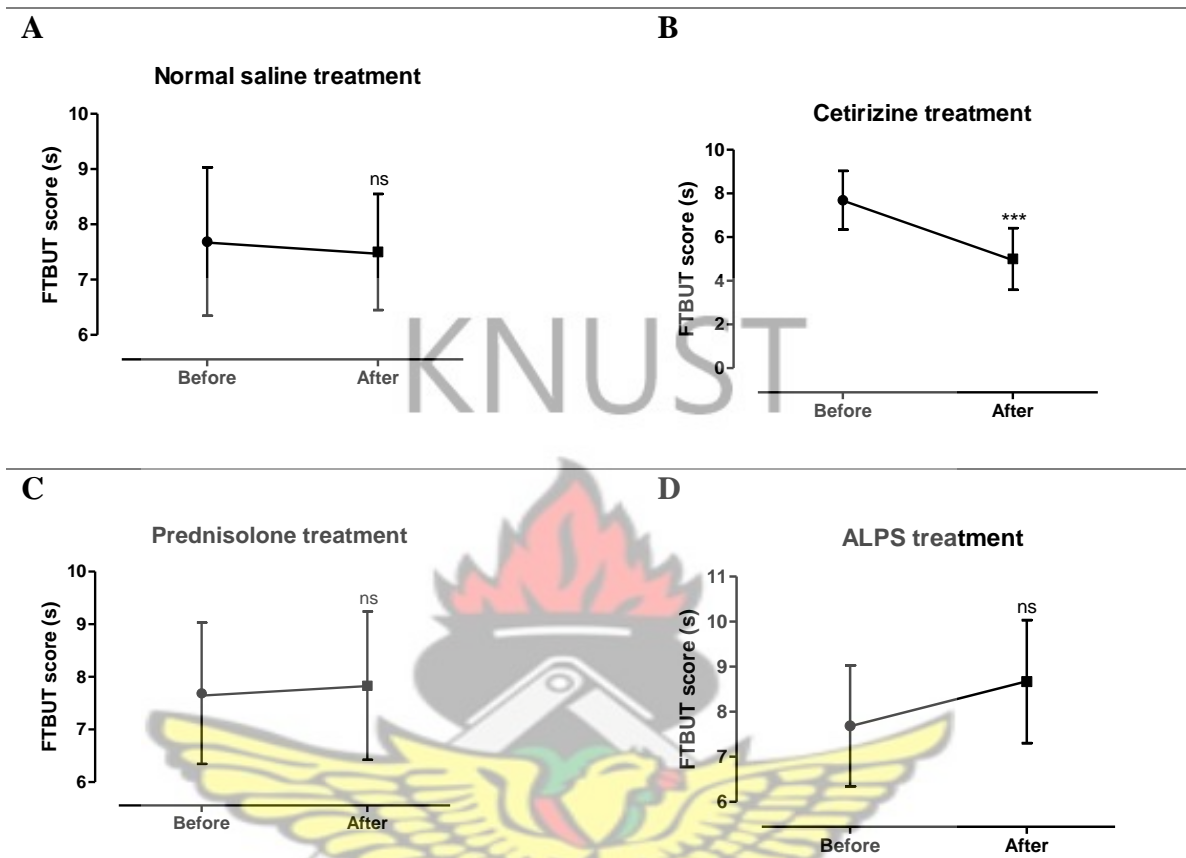 A
Normal saline treatment
10
9
8
7
6
FTBUT score (s)
ns
Before After
B
Cetirizine treatment
10
8
6
4
2
0
FTBUT score (s)
***
Before After
KNUST
C
Prednisolone treatment
10
9
8
7
6
FTBUT score (s)
ns
Before After
D
ALPS treatment
11
10
9
8
7
6
FTBUT score (s)
ns
Before After